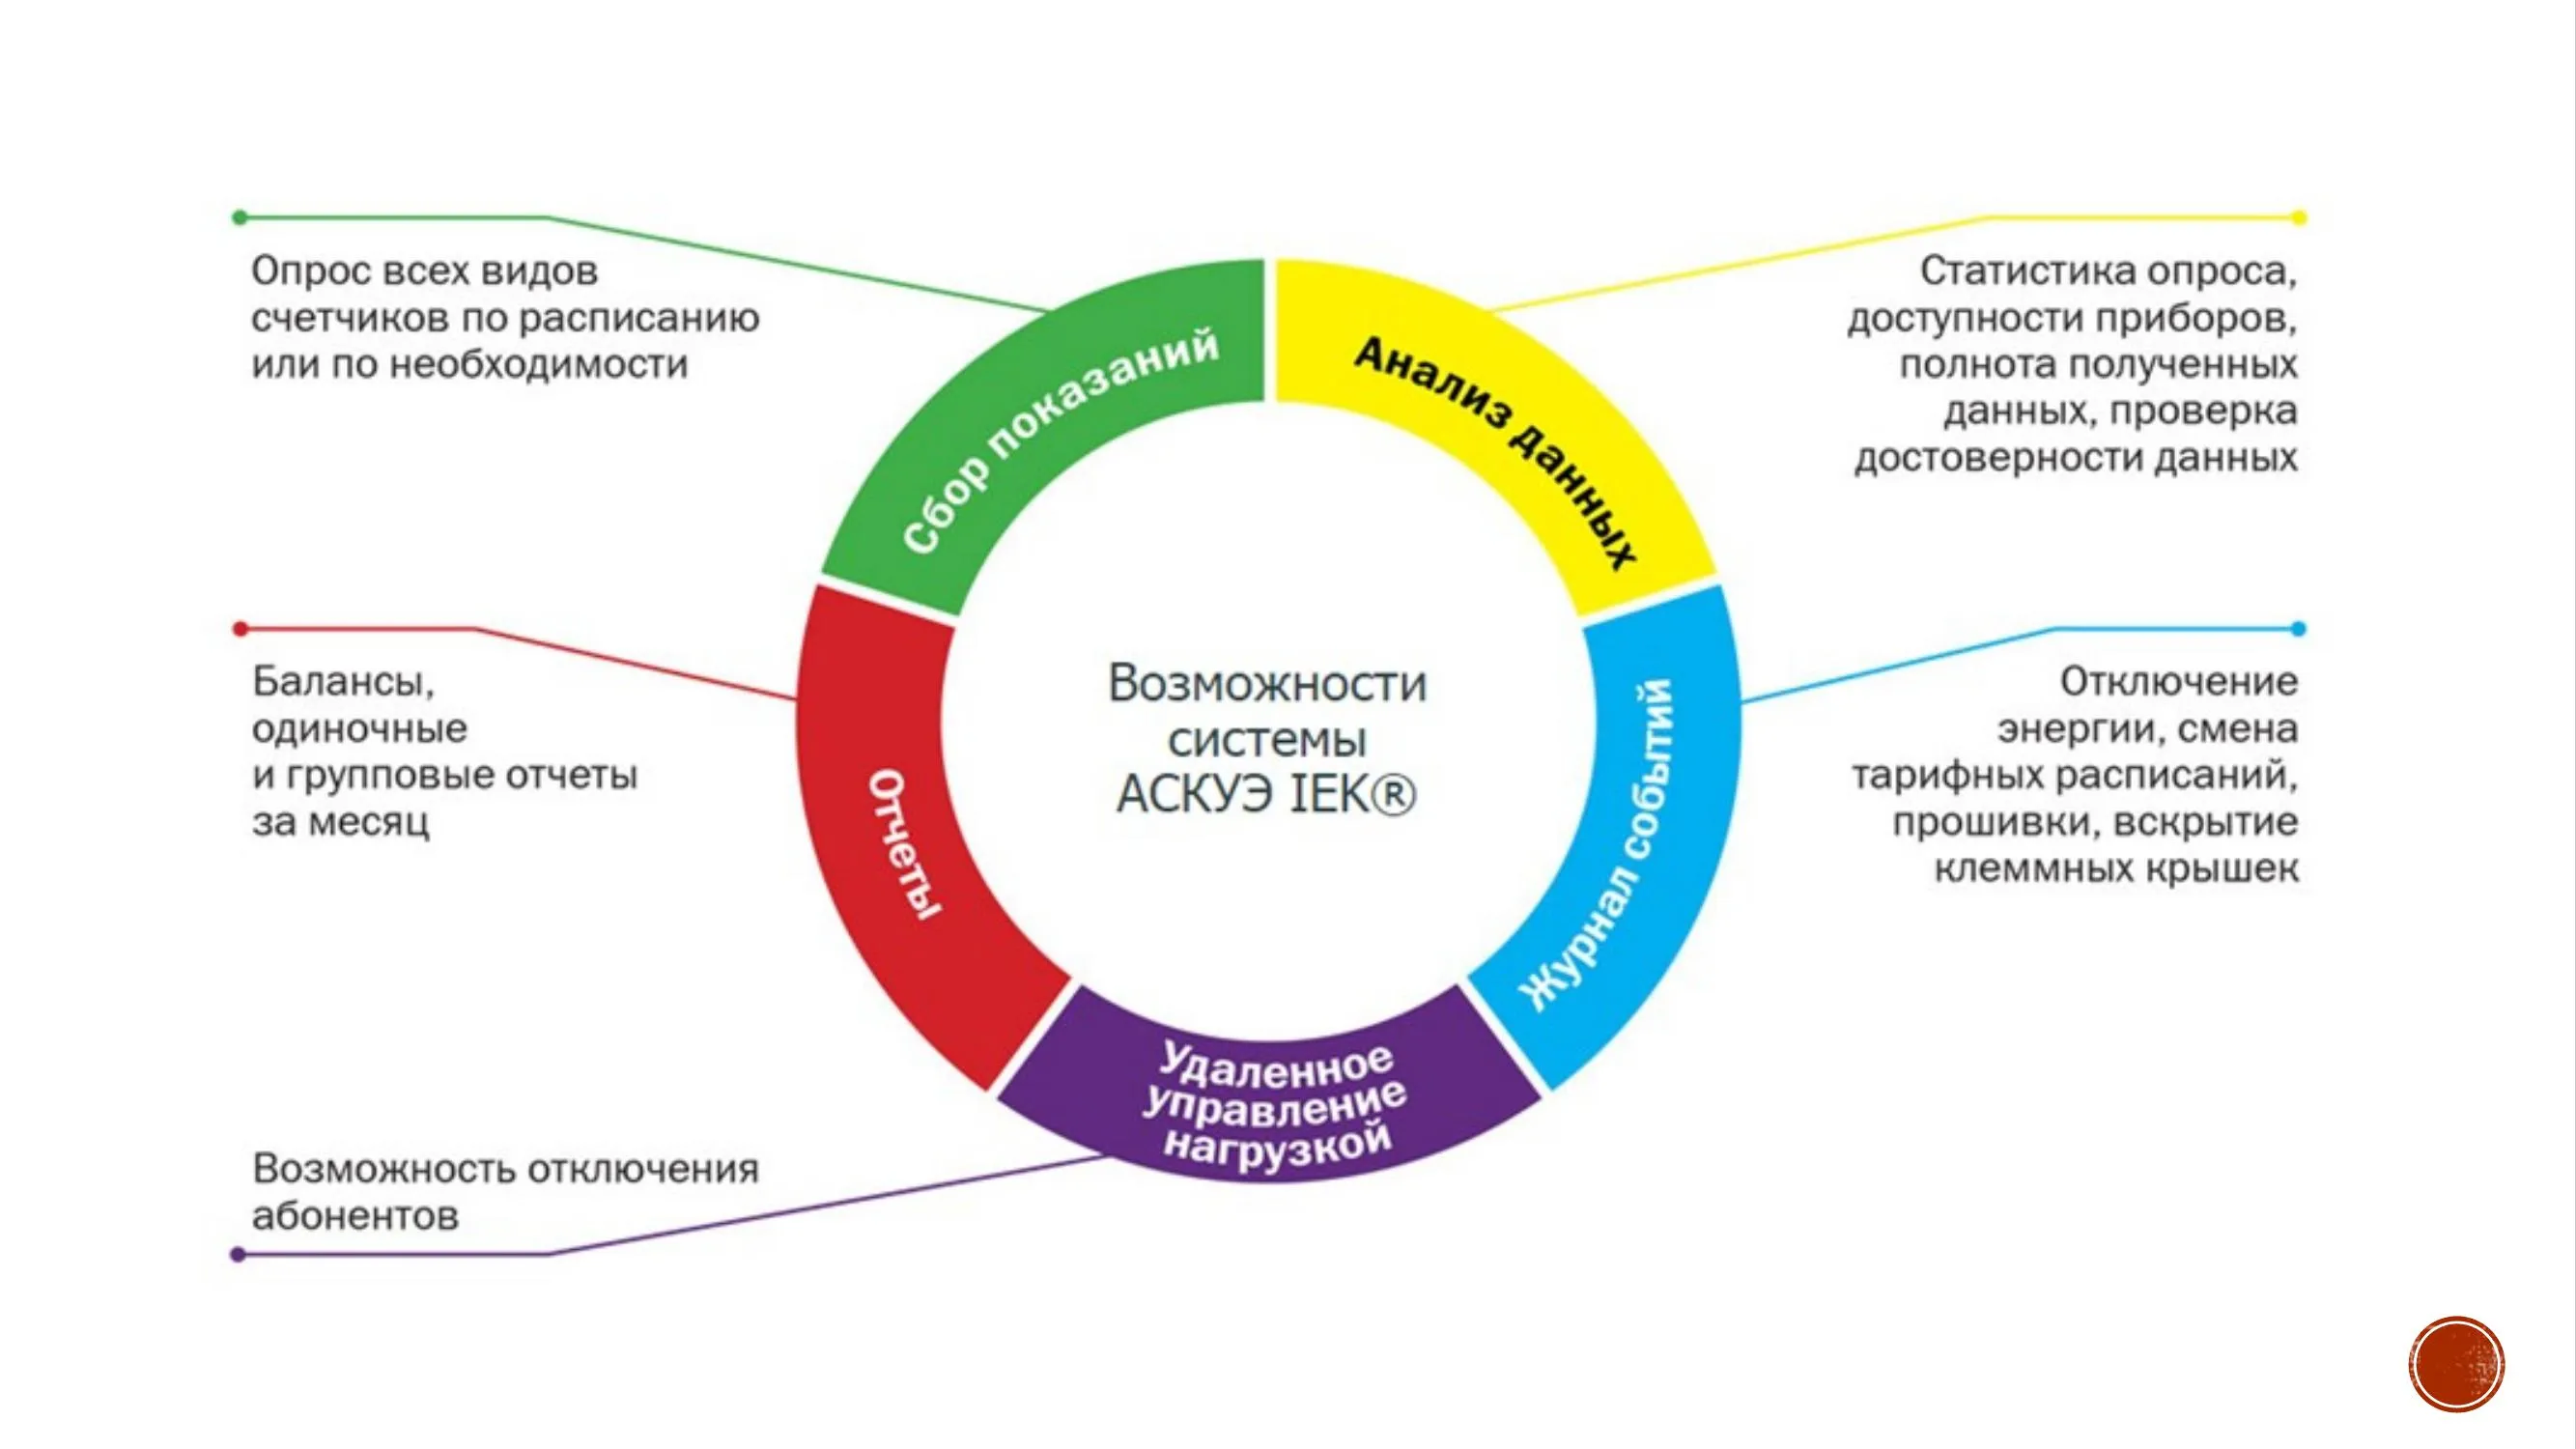 Опрос всех видов
счетчиков по расписанию
или по необходимости
Сбор показаний
Анализ данных
Статистика опроса,
доступности приборов,
полнота полученных
данных, проверка
достоверности данных
Балансы,
одиночные
и групповые отчеты
за месяц
Отчеты
Возможности
системы
АСКУЭ IEK®
Журнал событий
Отключение
энергии, смена
тарифных расписаний,
прошивки, вскрытие
клеммных крышек
Удаленное
управление
нагрузкой
Возможность отключения
абонентов